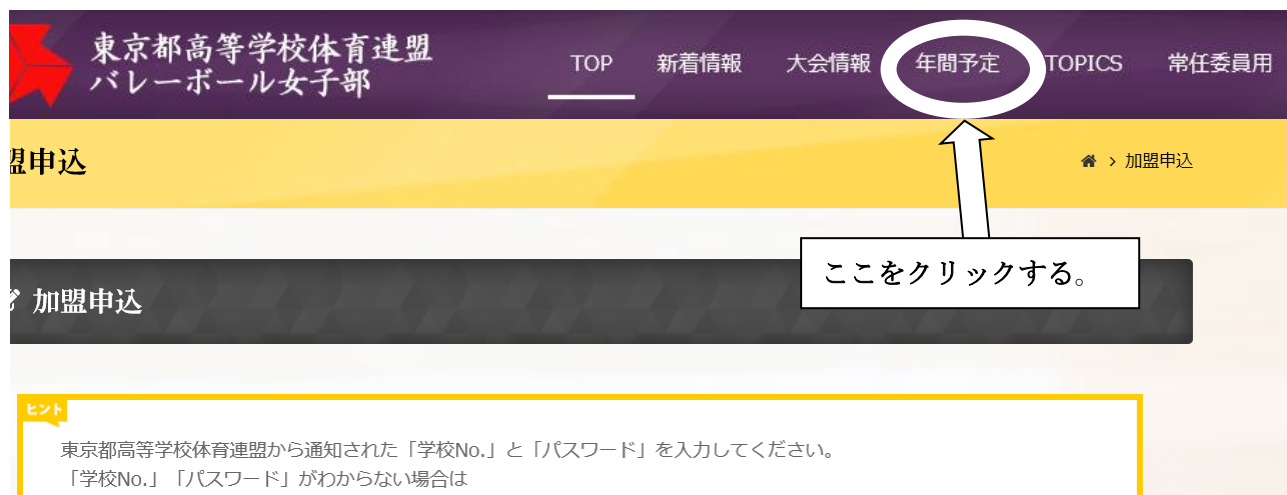 東京都高等学校体育連盟
バレーボール女子部
TOP 新着情報 大会情報 年間予定 TOPICS 常任委員用
盟申込
> 加盟申込
ここをクリックする。
加盟申込
ヒント
東京都高等学校体育連盟から通知された「学校No.」と「パスワード」を入力してください。
「学校No.」「パスワード」がわからない場合は